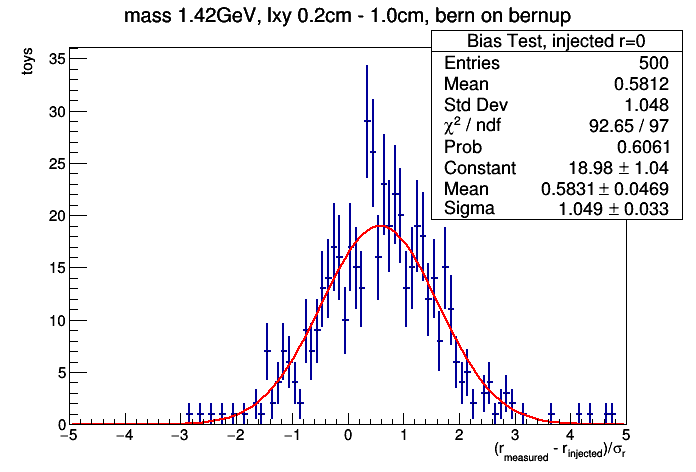 mass 1.42GeV, lxy 0.2cm - 1.0cm, bern on bernup
Bias Test, injected r=0
Entries 500
Mean 0.5812
Std Dev 1.048
χ² / ndf 92.65 / 97
Prob 0.6061
Constant 18.98 ± 1.04
Mean 0.5831 ± 0.0469
Sigma 1.049 ± 0.033
toys
35
30
25
20
15
10
5
0
−5 −4 −3 −2 −1 0 1 2 3 4 5
(r_measured - r_injected)/σ_r